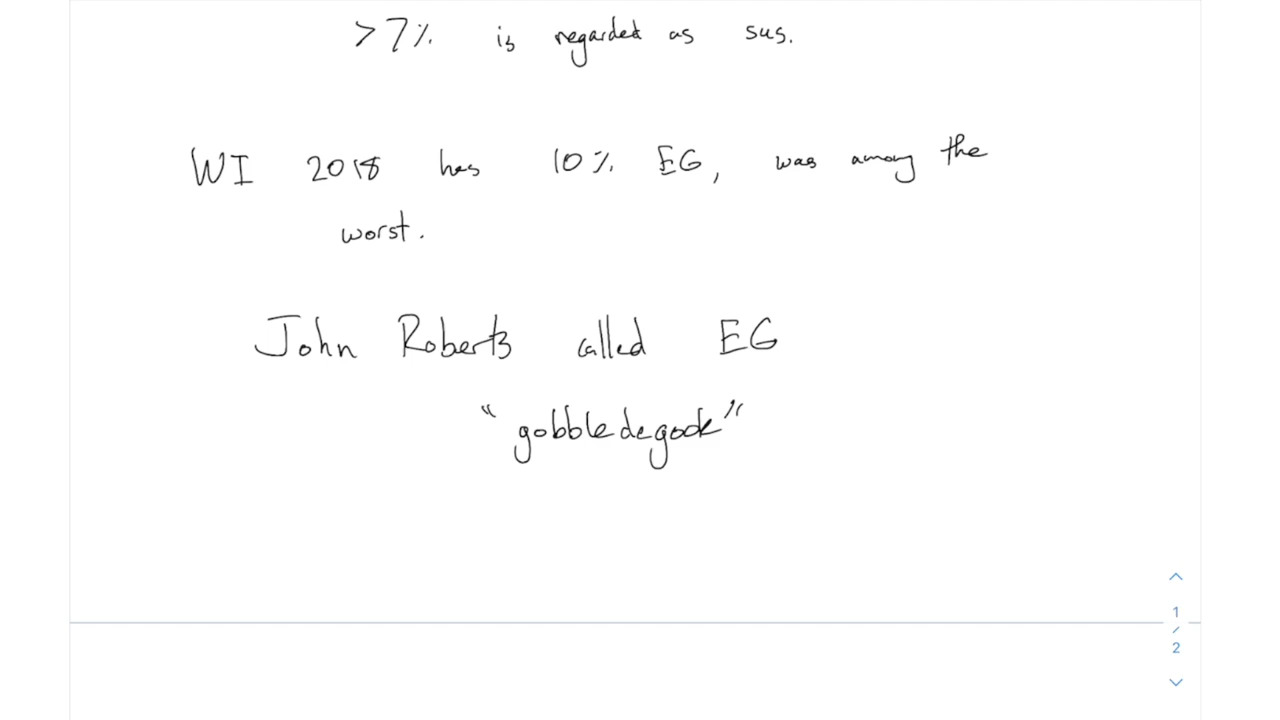 >7% is regarded as sus.
WI 2018 has 10% EG, was among the
worst.
John Roberts called EG
"gobbledegook"
1
/
2